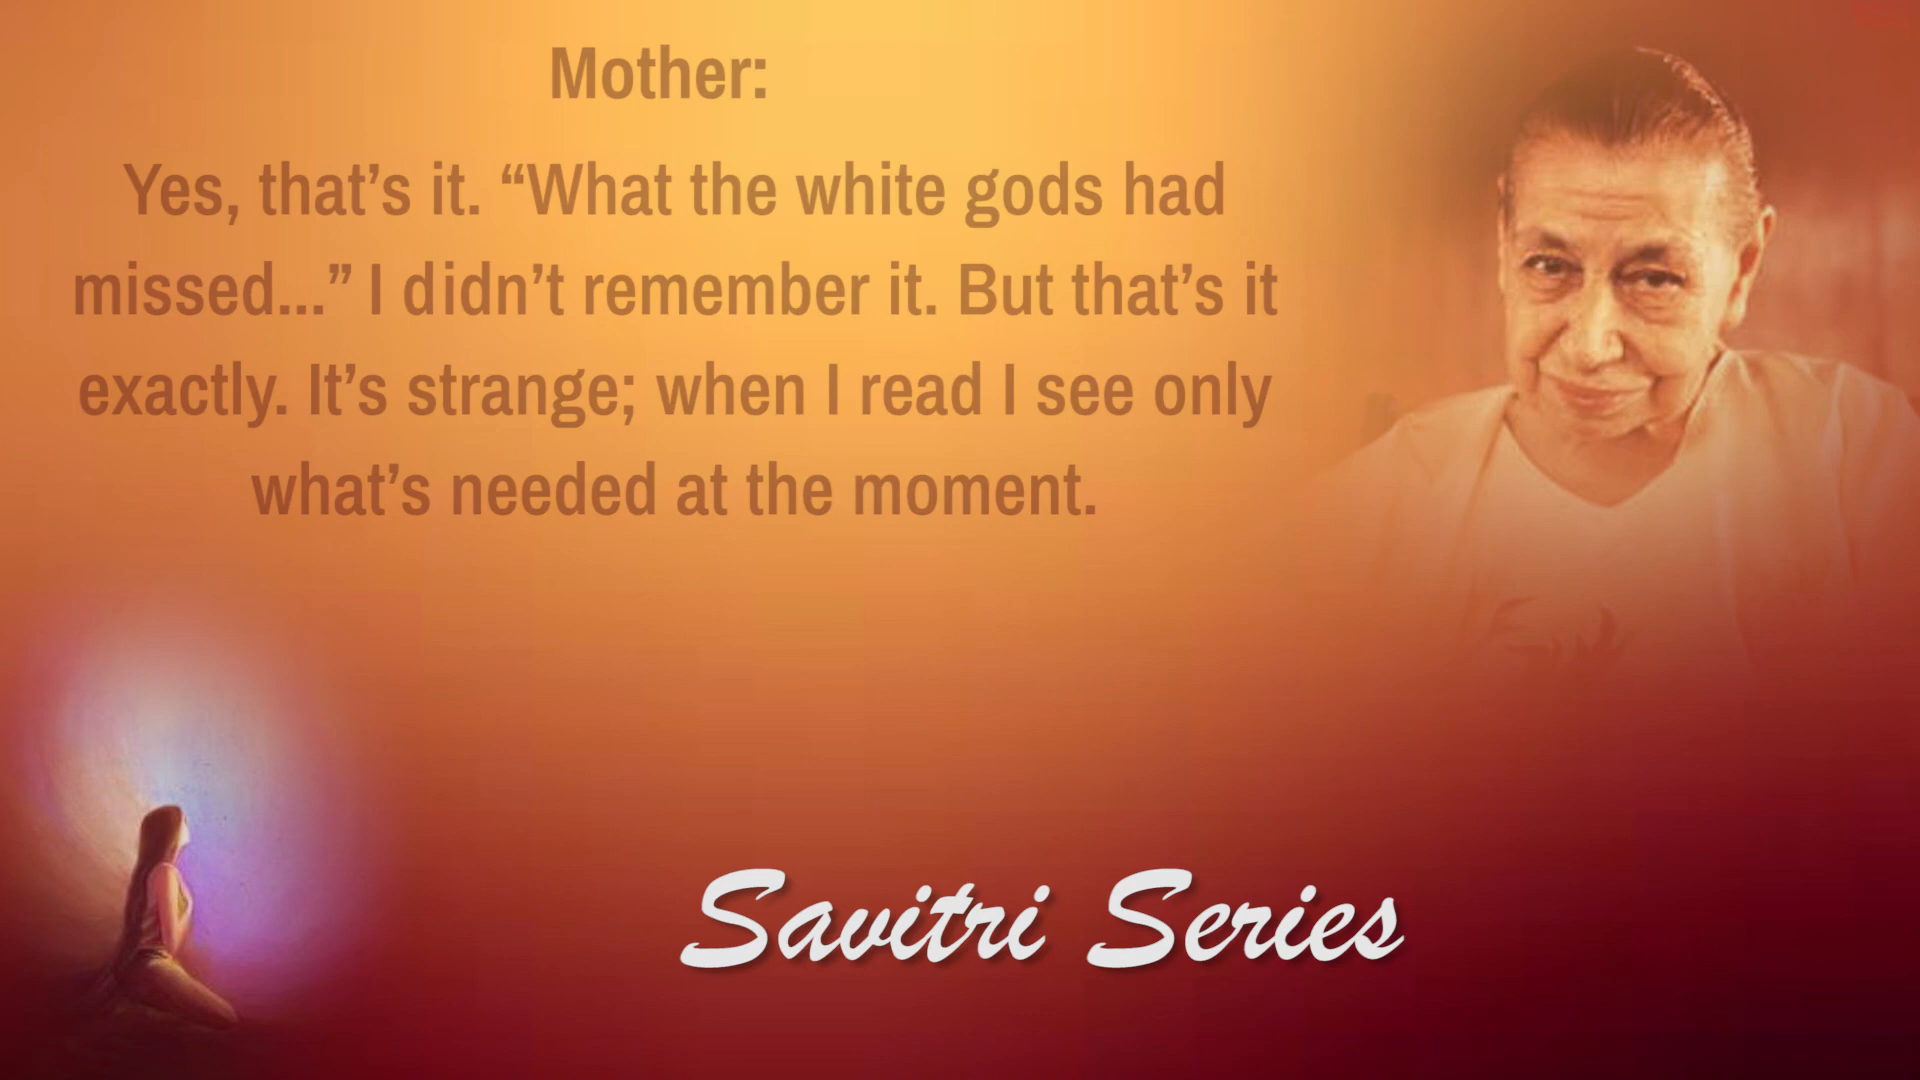 Mother:
Yes, that’s it. “What the white gods had
missed...” I didn’t remember it. But that’s it
exactly. It’s strange; when I read I see only
what’s needed at the moment.
Savitri Series